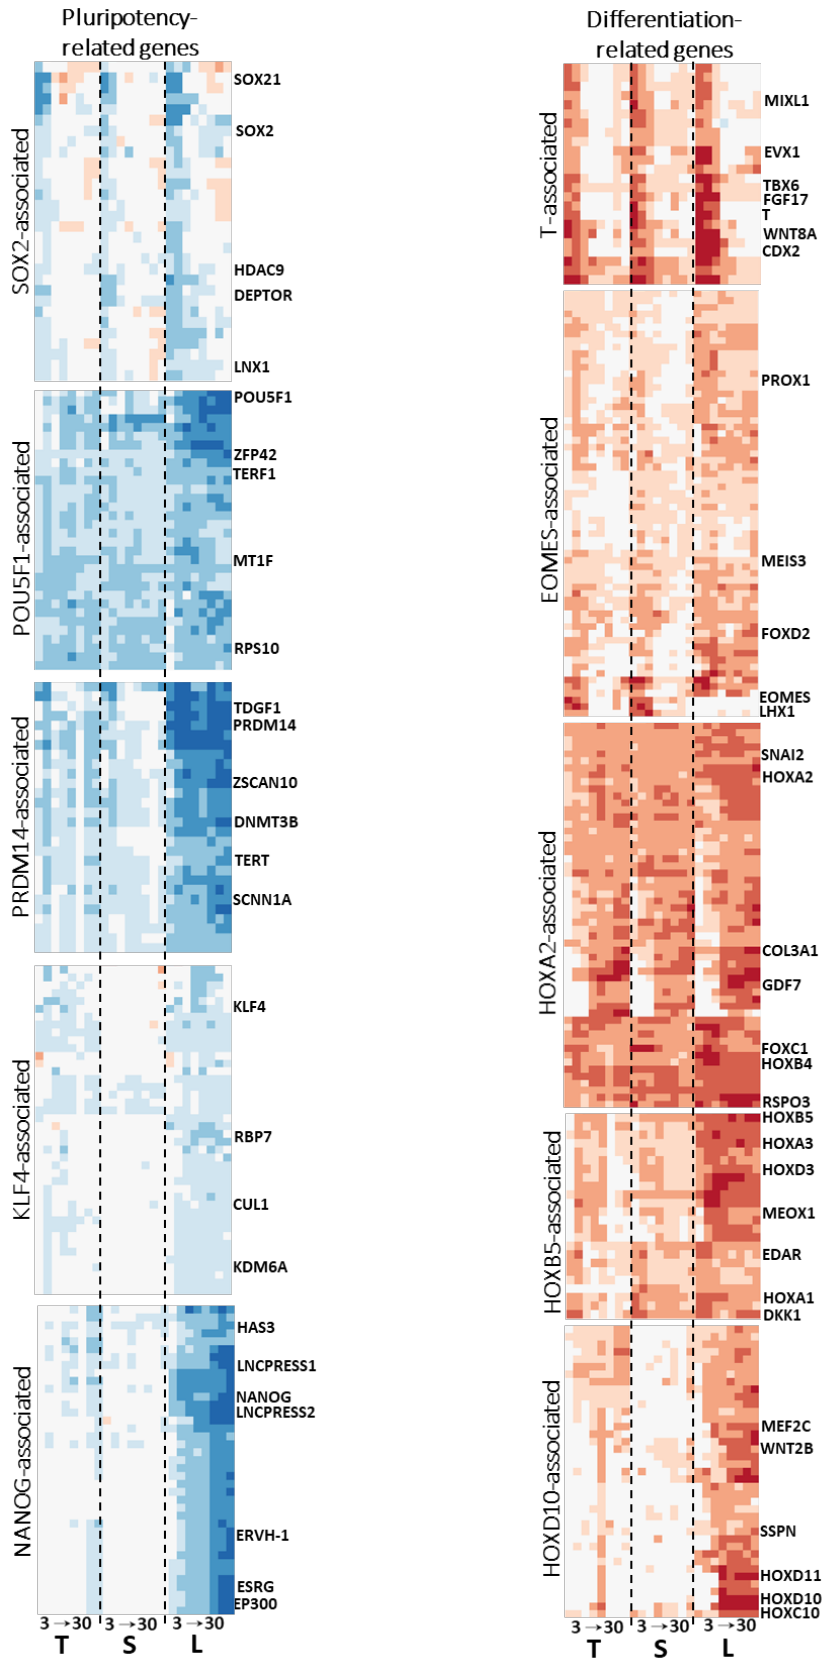 Pluripotency-
related genes
SOX2-associated
SOX21
SOX2
HDAC9
DEPTOR
LNX1
POU5F1-associated
POU5F1
ZFP42
TERF1
MT1F
RPS10
PRDM14-associated
TDGF1
PRDM14
ZSCAN10
DNMT3B
TERT
SCNN1A
KLF4-associated
KLF4
RBP7
CUL1
KDM6A
NANOG-associated
HAS3
LNCPRESS1
NANOG
LNCPRESS2
ERVH-1
ESRG
EP300
3 →30 3 →30 3 →30
T S L
Differentiation-
related genes
T-associated
MIXL1
EVX1
TBX6
FGF17
T
WNT8A
CDX2
EOMES-associated
PROX1
MEIS3
FOXD2
EOMES
LHX1
HOXA2-associated
SNAI2
HOXA2
COL3A1
GDF7
FOXC1
HOXB4
RSPO3
HOXB5-associated
HOXB5
HOXA3
HOXD3
MEOX1
EDAR
HOXA1
DKK1
HOXD10-associated
MEF2C
WNT2B
SSPN
HOXD11
HOXD10
HOXC10
3 →30 3 →30 3 →30
T S L